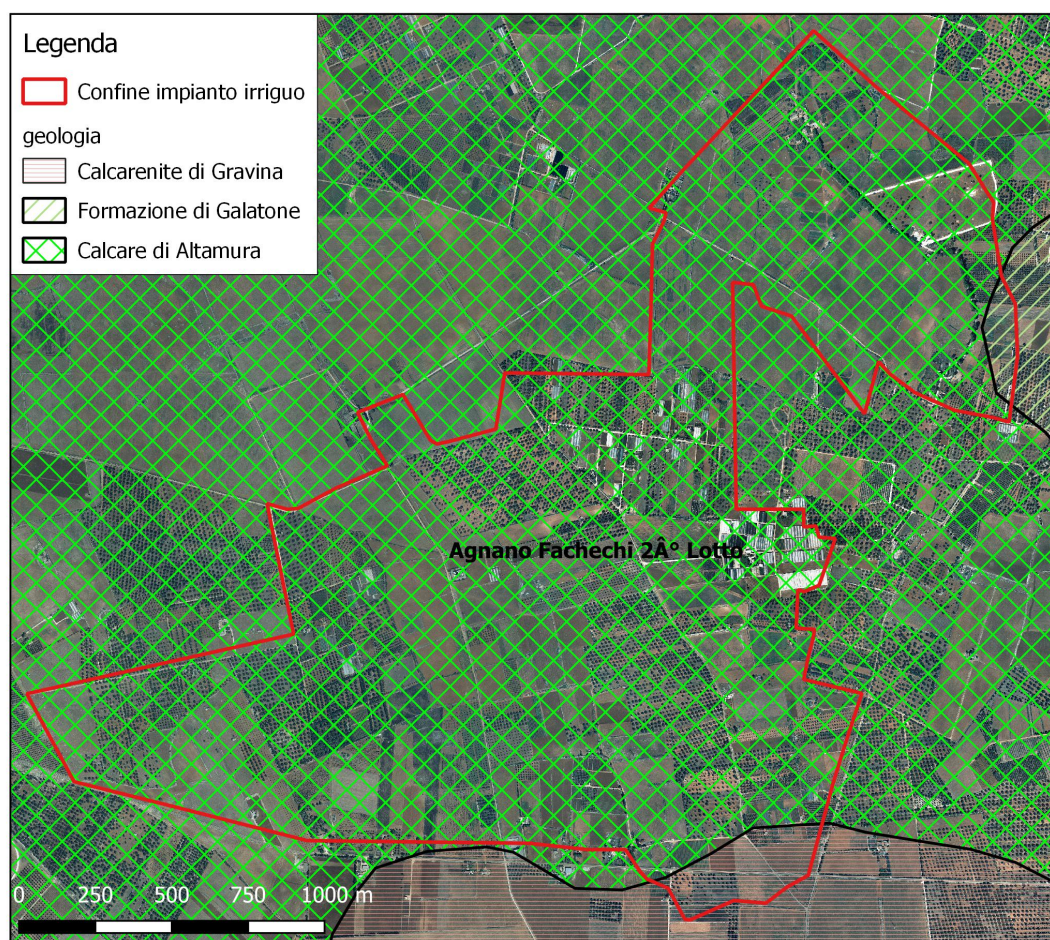 Legenda
Confine impianto irriguo
geologia
Calcarenite di Gravina
Formazione di Galatone
Calcare di Altamura
Agnano Fachechi 2Â° Lotto
0 250 500 750 1000 m